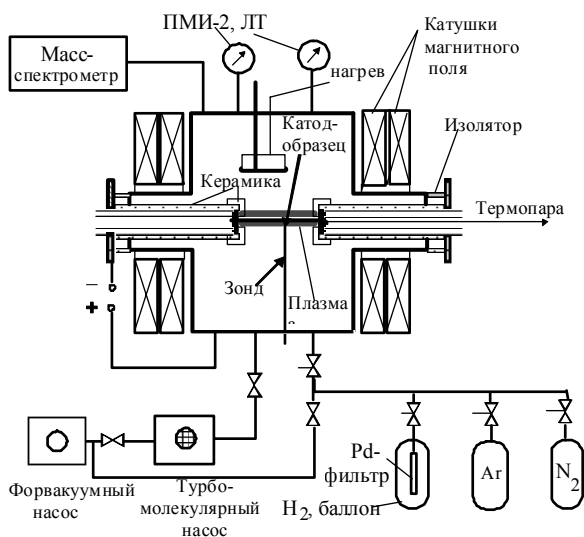 ПМИ-2, ЛТ
Масс-
спектрометр
Катушки
магнитного
поля
нагрев
Катод-
образец
Изолятор
Керамика
Термопара
Зонд
Плазма
−
+
Pd-
фильтр
Ar
N2
H2, баллон
Форвакуумный
насос
Турбо-
молекулярный
насос